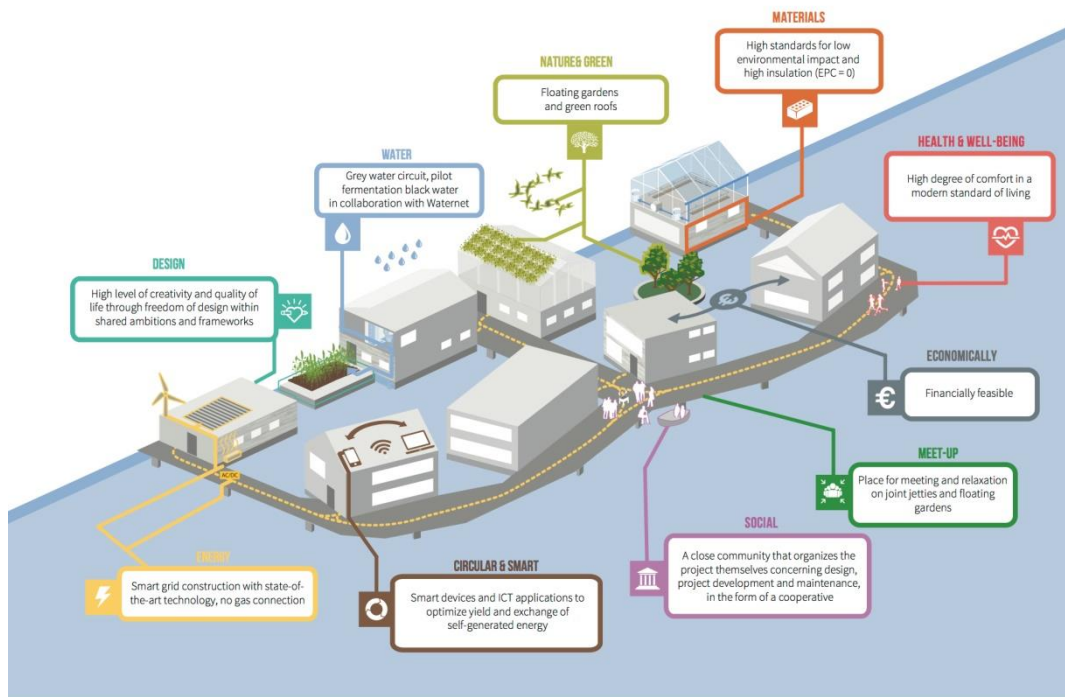 MATERIALS
High standards for low
environmental impact and
high insulation (EPC = 0)
NATURE& GREEN
Floating gardens
and green roofs
HEALTH & WELL-BEING
High degree of comfort in a
modern standard of living
WATER
Grey water circuit, pilot
fermentation black water
in collaboration with Waternet
DESIGN
High level of creativity and quality of
life through freedom of design within
shared ambitions and frameworks
ECONOMICALLY
€
Financially feasible
MEET-UP
Place for meeting and relaxation
on joint jetties and floating
gardens
AC/DC
SOCIAL
A close community that organizes the
project themselves concerning design,
project development and maintenance,
in the form of a cooperative
ENERGY
Smart grid construction with state-of-
the-art technology, no gas connection
CIRCULAR & SMART
Smart devices and ICT applications to
optimize yield and exchange of
self-generated energy